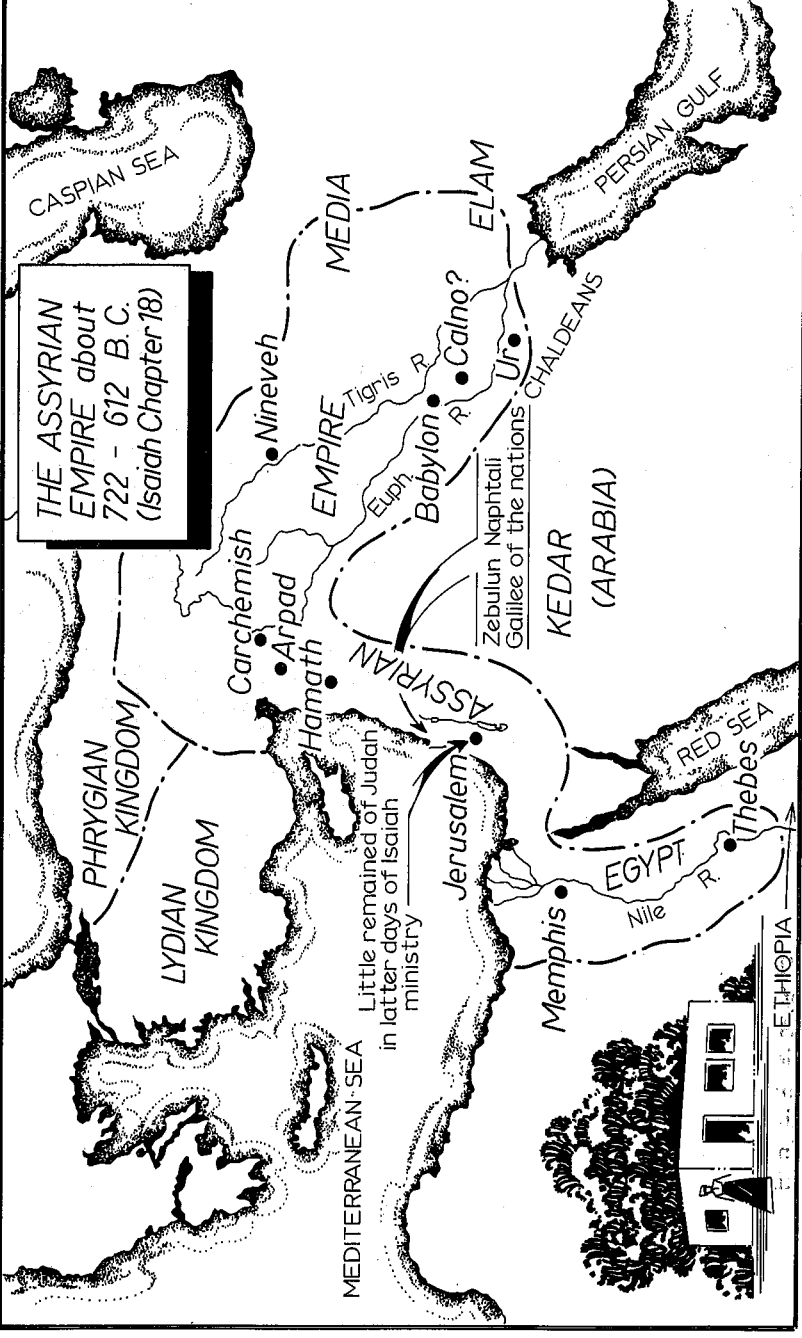 THE ASSYRIAN
EMPIRE about
722 - 612 B.C.
(Isaiah Chapter 18)
CASPIAN SEA
PHRYGIAN
KINGDOM
LYDIAN
KINGDOM
MEDITERRANEAN SEA
Carchemish
Arpad
Hamath
Nineveh
MEDIA
ELAM
PERSIAN GULF
ASSYRIAN
EMPIRE
Tigris R.
Euph. R.
Babylon
Calno?
Ur
CHALDEANS
Little remained of Judah
in latter days of Isaiah
ministry
Jerusalem
Zebulun Naphtali
Galilee of the nations
KEDAR
(ARABIA)
RED SEA
EGYPT
Memphis
Nile R.
Thebes
ETHIOPIA